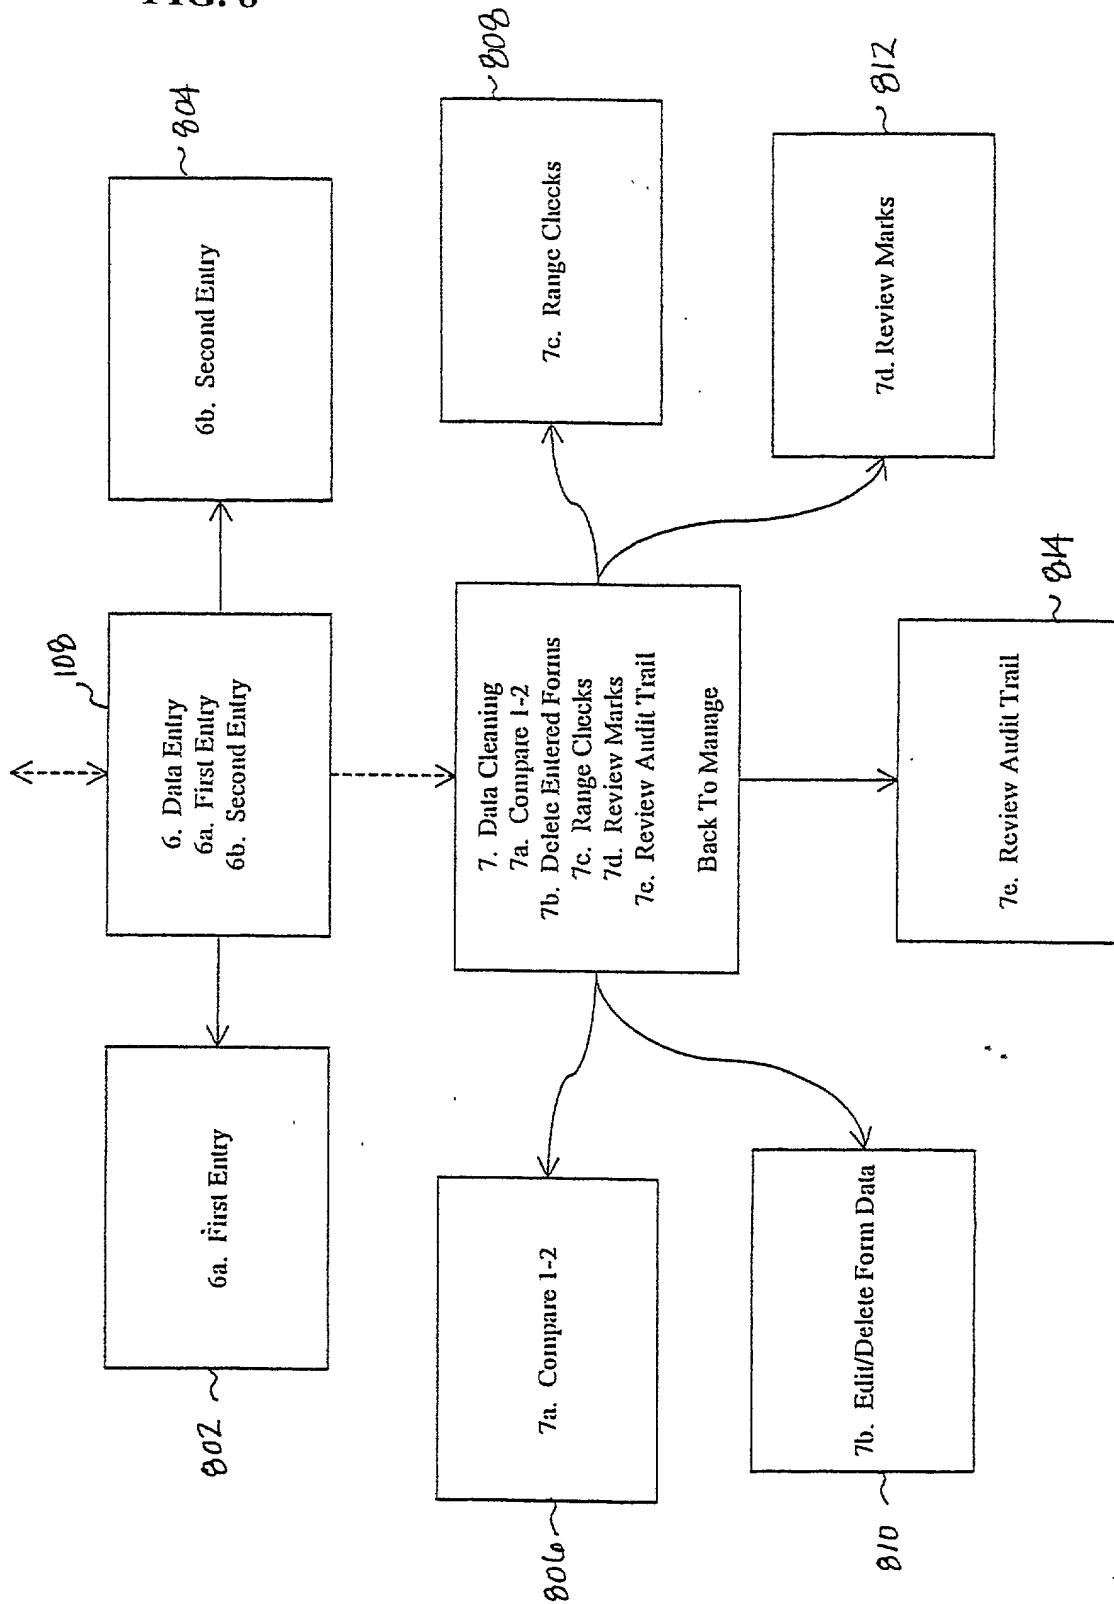 804
6b. Second Entry
808
7c. Range Checks
812
7d. Review Marks
108
6. Data Entry
6a. First Entry
6b. Second Entry
7. Data Cleaning
7a. Compare 1-2
7b. Delete Entered Forms
7c. Range Checks
7d. Review Marks
7e. Review Audit Trail
Back To Manage
814
7e. Review Audit Trail
802
6a. First Entry
806
7a. Compare 1-2
810
7b. Edit/Delete Form Data